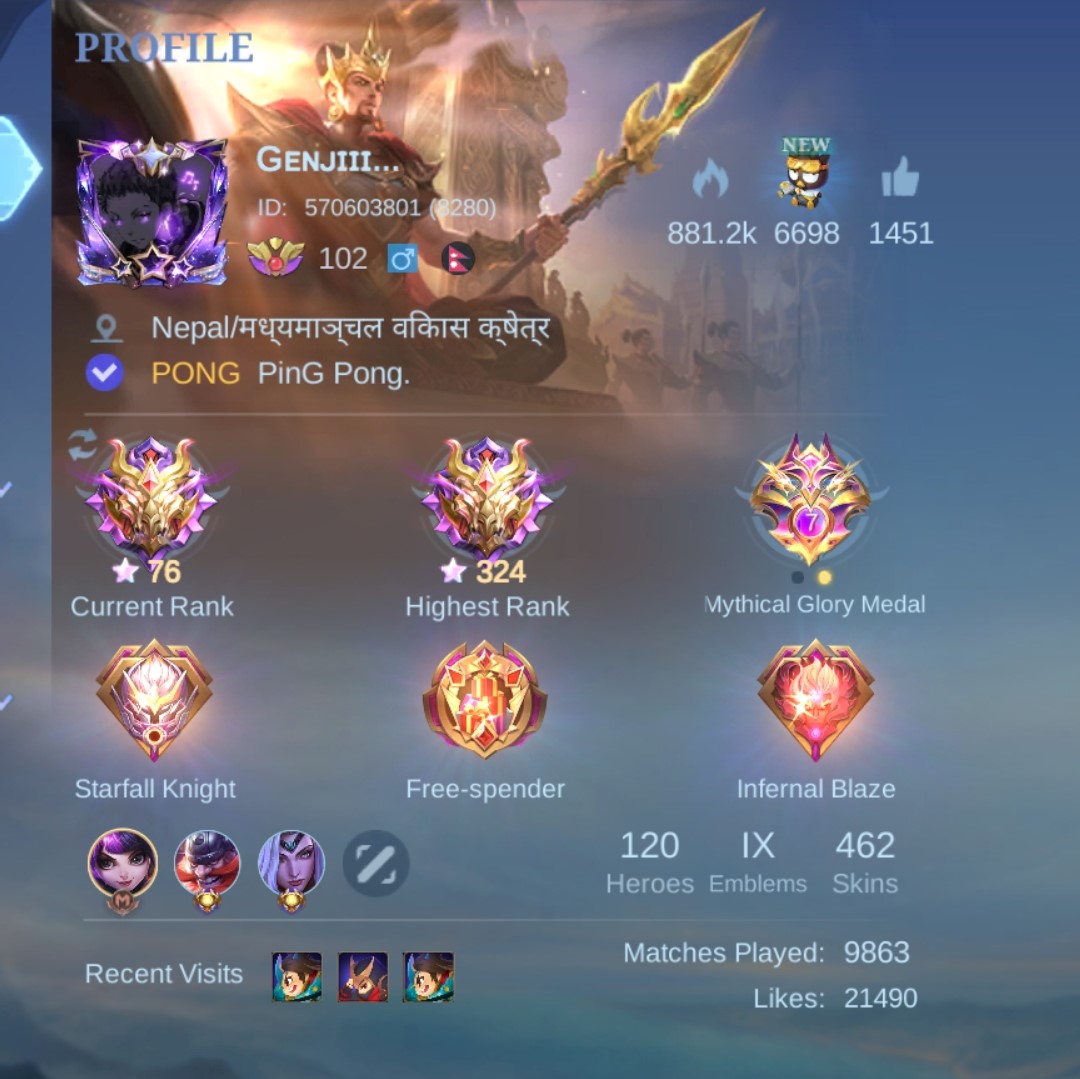 PROFILE
GENJIII...
ID: 570603801 (8280)
102
NEW
881.2k 6698 1451
Nepal/मध्यमाञ्चल विकास क्षेत्र
PONG PinG Pong.
7
76 324
Current Rank Highest Rank Mythical Glory Medal
Starfall Knight Free-spender Infernal Blaze
M
120 IX 462
Heroes Emblems Skins
Recent Visits
Matches Played: 9863
Likes: 21490